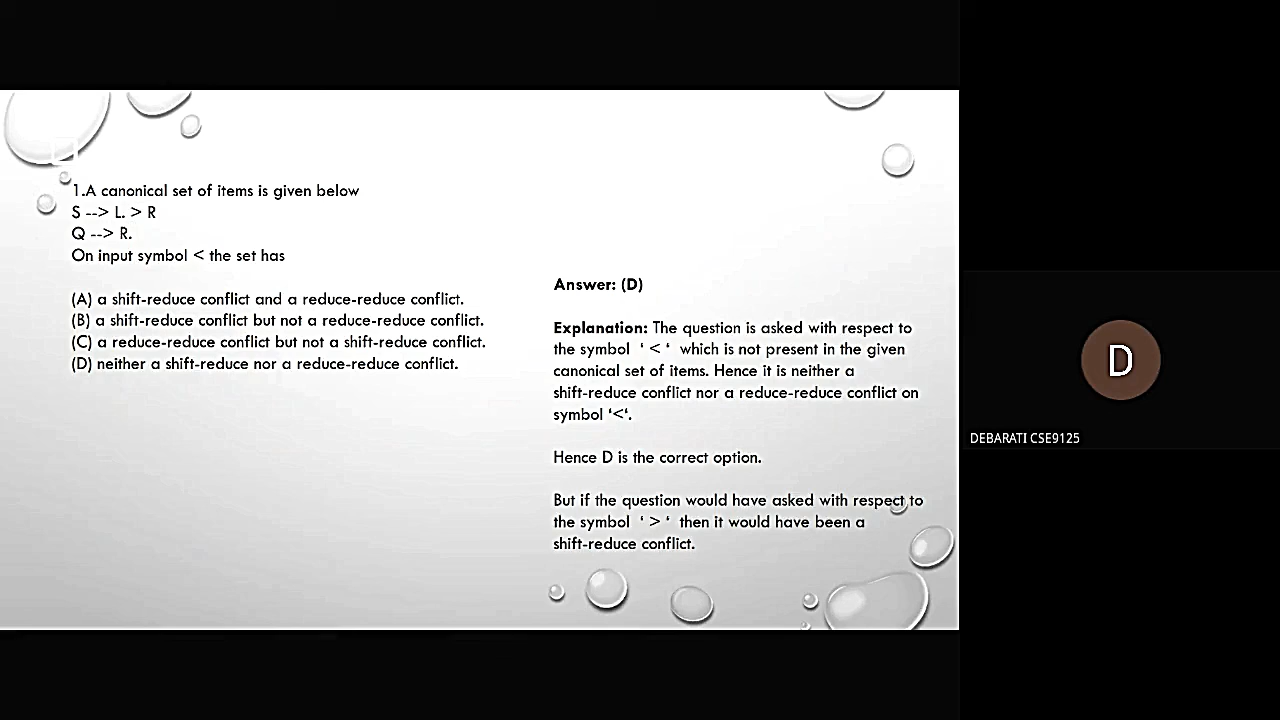 1.A canonical set of items is given below
S --> L. > R
Q --> R.
On input symbol < the set has
(A) a shift-reduce conflict and a reduce-reduce conflict.
(B) a shift-reduce conflict but not a reduce-reduce conflict.
(C) a reduce-reduce conflict but not a shift-reduce conflict.
(D) neither a shift-reduce nor a reduce-reduce conflict.
Answer: (D)
Explanation: The question is asked with respect to
the symbol ‘ < ‘ which is not present in the given
canonical set of items. Hence it is neither a
shift-reduce conflict nor a reduce-reduce conflict on
symbol ‘<‘.
Hence D is the correct option.
But if the question would have asked with respect to
the symbol ‘ > ‘ then it would have been a
shift-reduce conflict.
D
DEBARATI CSE9125